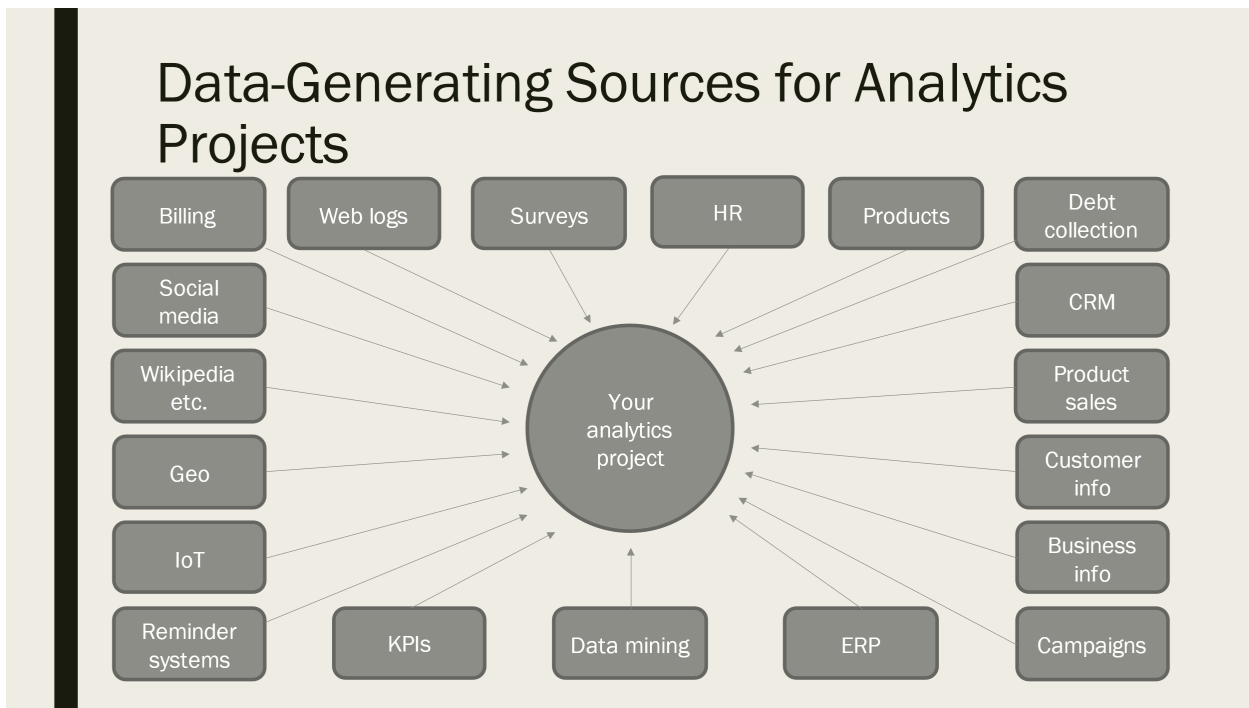 Data-Generating Sources for Analytics
Projects
Billing
Web logs
Surveys
HR
Products
Debt
collection
Social
media
CRM
Wikipedia
etc.
Your
analytics
project
Product
sales
Geo
Customer
info
IoT
Business
info
Reminder
systems
KPIs
Data mining
ERP
Campaigns